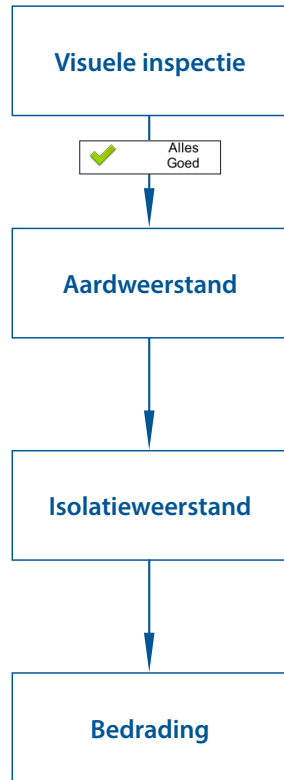 Visuele inspectie
Alles
Goed
Aardweerstand
Isolatieweerstand
Bedrading